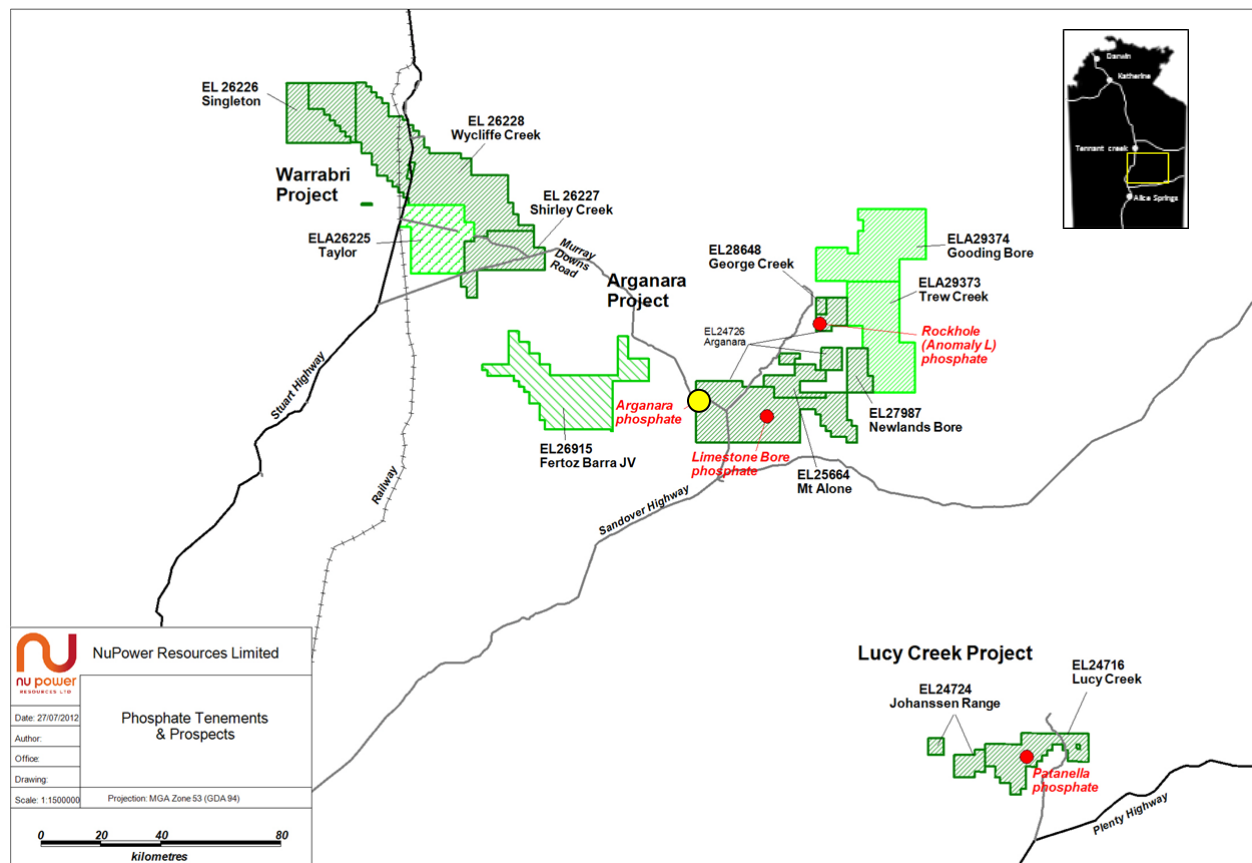 Darwin
Katherine
Tennant creek
Alice Springs
EL 26226
Singleton
EL 26228
Wycliffe Creek
Warrabri
Project
EL 26227
Shirley Creek
ELA26225
Taylor
Murray
Downs
Road
Arganara
Project
EL28648
George Creek
ELA29374
Gooding Bore
ELA29373
Trew Creek
EL24726
Arganara
Rockhole
(Anomaly L)
phosphate
Stuart Highway
Railway
Arganara
phosphate
EL26915
Fertoz Barra JV
Limestone Bore
phosphate
EL27987
Newlands Bore
EL25664
Mt Alone
Sandover Highway
Lucy Creek Project
EL24724
Johanssen Range
EL24716
Lucy Creek
Patanella
phosphate
Plenty Highway
nu power
RESOURCES LTD
NuPower Resources Limited
Phosphate Tenements
& Prospects
Date: 27/07/2012
Author:
Office:
Drawing:
Scale: 1:1500000
Projection: MGA Zone 53 (GDA 94)
0 20 40 60 80
kilometres